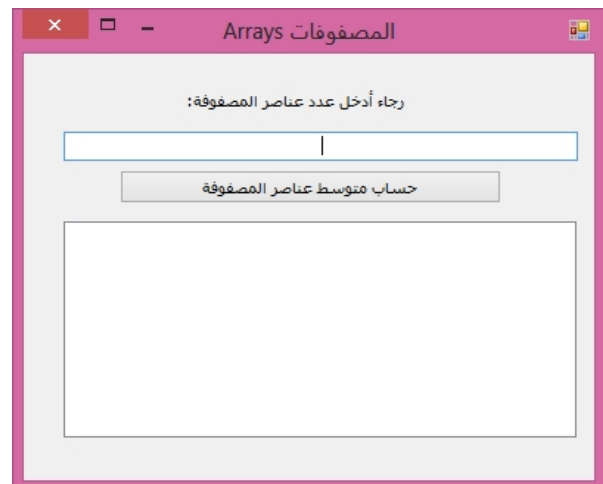 المصفوفات Arrays
رجاء أدخل عدد عناصر المصفوفة:
حساب متوسط عناصر المصفوفة